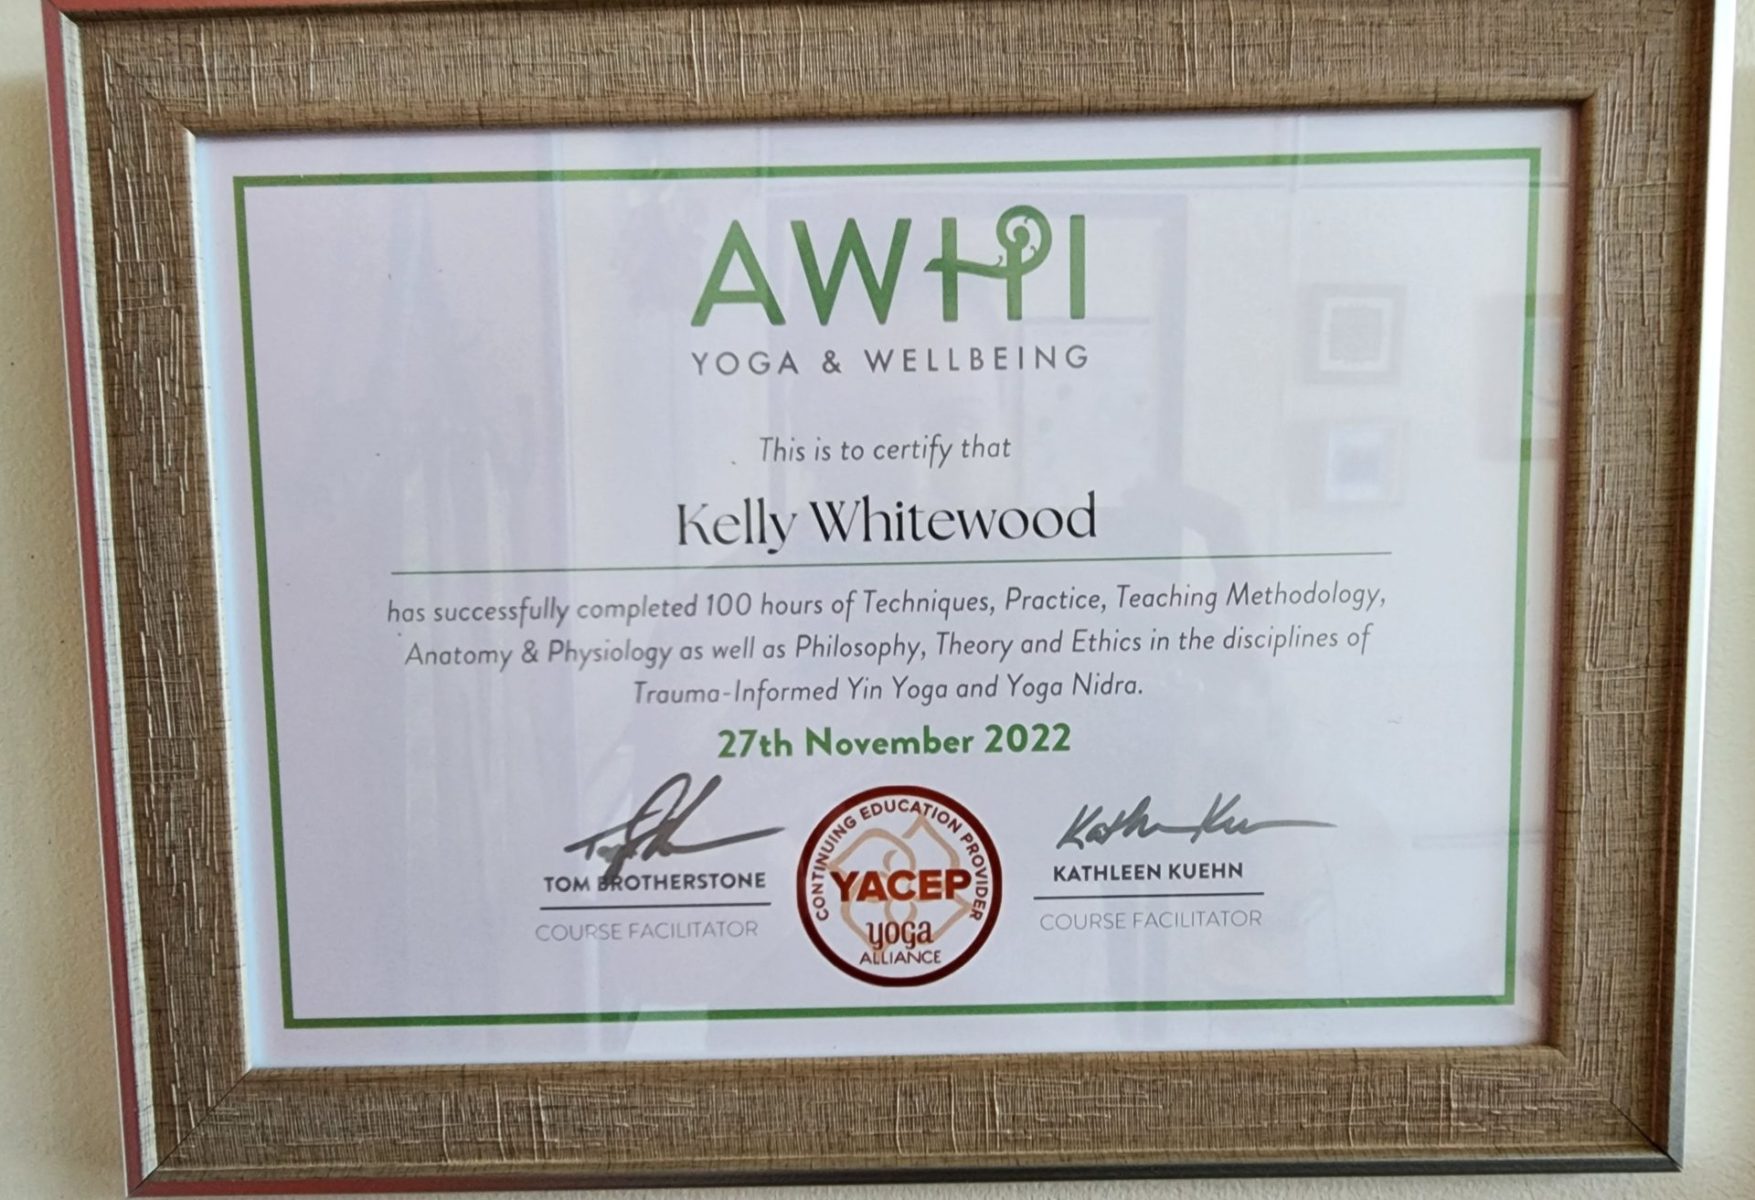 AWHI
YOGA & WELLBEING
This is to certify that
Kelly Whitewood
has successfully completed 100 hours of Techniques, Practice, Teaching Methodology,
Anatomy & Physiology as well as Philosophy, Theory and Ethics in the disciplines of
Trauma-Informed Yin Yoga and Yoga Nidra.
27th November 2022
TOM BROTHERSTONE
COURSE FACILITATOR
CONTINUING EDUCATION PROVIDER
YACEP
yoga
ALLIANCE
KATHLEEN KUEHN
COURSE FACILITATOR